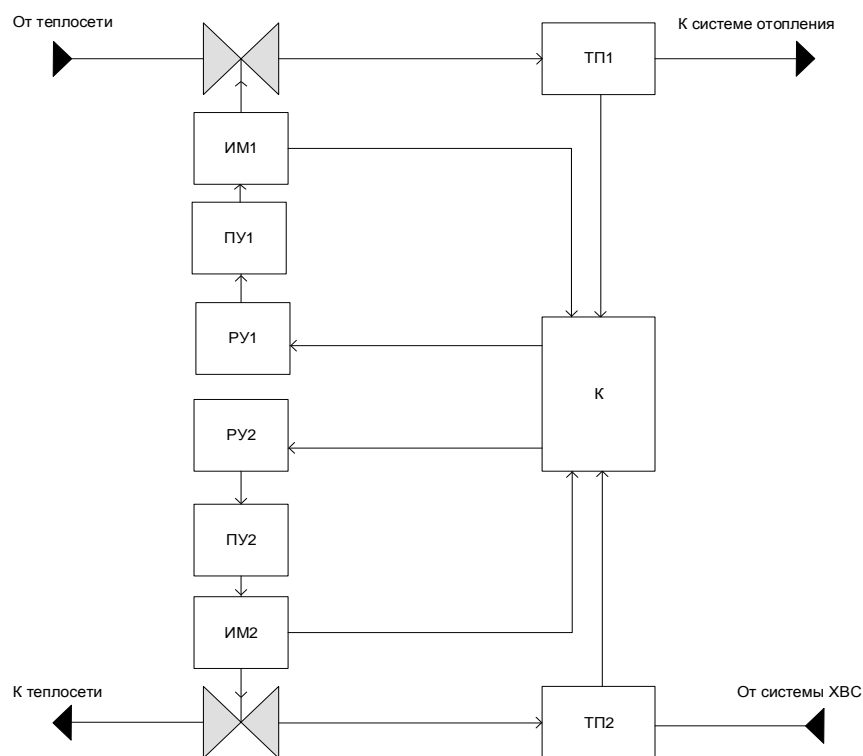 От теплосети
К системе отопления
ТП1
ИМ1
ПУ1
РУ1
К
РУ2
ПУ2
ИМ2
К теплосети
От системы ХВС
ТП2